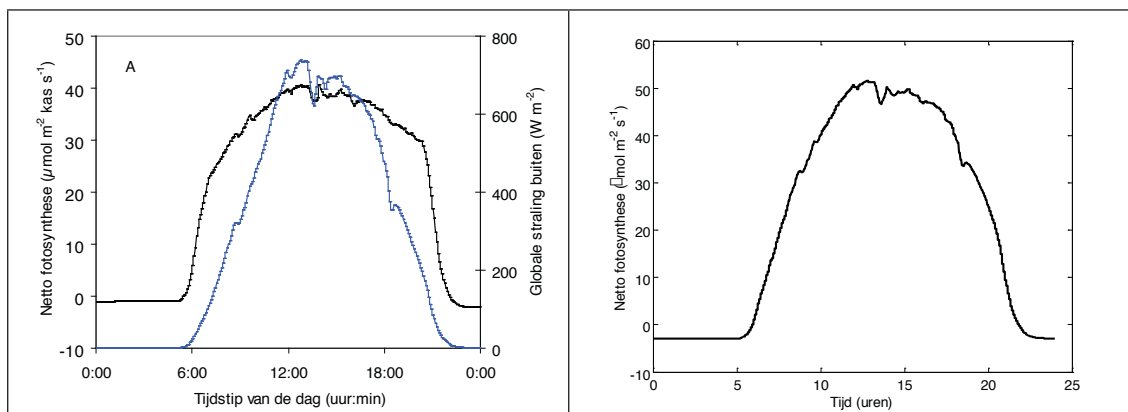 A
Netto fotosynthese (µmol m⁻² kas s⁻¹)
50
40
30
20
10
0
-10
Globale straling buiten (W m⁻²)
800
600
400
200
0
0:00 6:00 12:00 18:00 0:00
Tijdstip van de dag (uur:min)
Netto fotosynthese (□mol m⁻² s⁻¹)
60
50
40
30
20
10
0
-10
0 5 10 15 20 25
Tijd (uren)